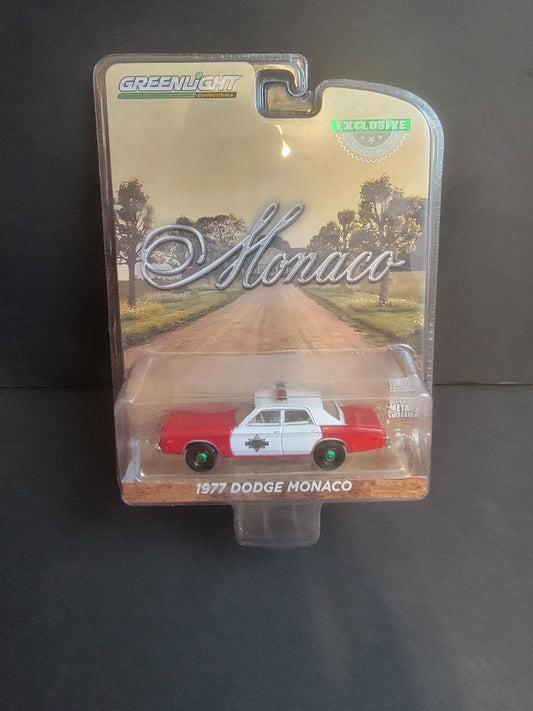 GREENLiGHT
collectibles
EXCLUSIVE
Monaco
1977 DODGE MONACO